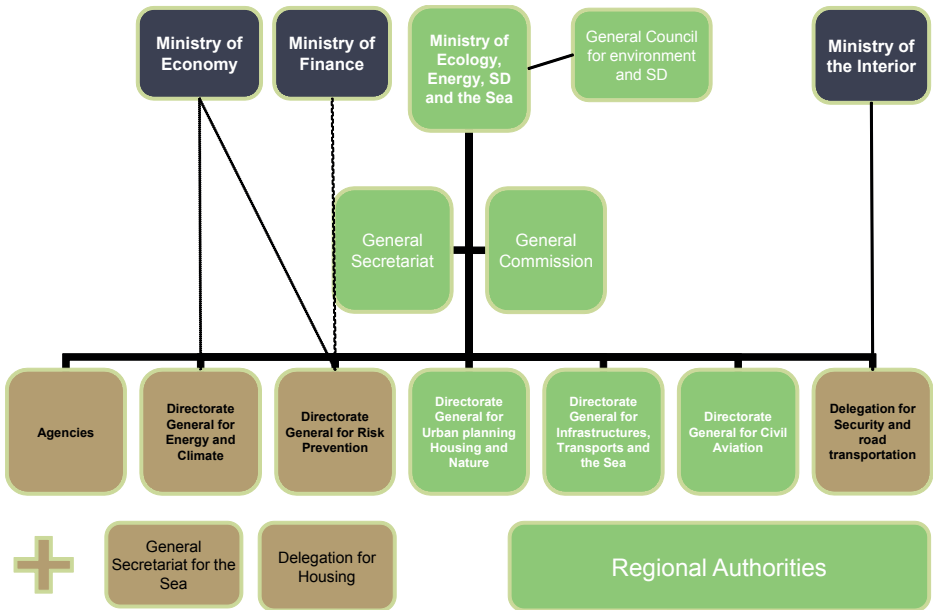 Ministry of
Economy
Ministry of
Finance
Ministry of
Ecology,
Energy, SD
and the Sea
General Council
for environment
and SD
Ministry of
the Interior
General
Secretariat
General
Commission
Agencies
Directorate
General for
Energy and
Climate
Directorate
General for Risk
Prevention
Directorate
General for
Urban planning
Housing and
Nature
Directorate
General for
Infrastructures,
Transports and
the Sea
Directorate
General for Civil
Aviation
Delegation for
Security and
road
transportation
General
Secretariat for the
Sea
Delegation for
Housing
Regional Authorities